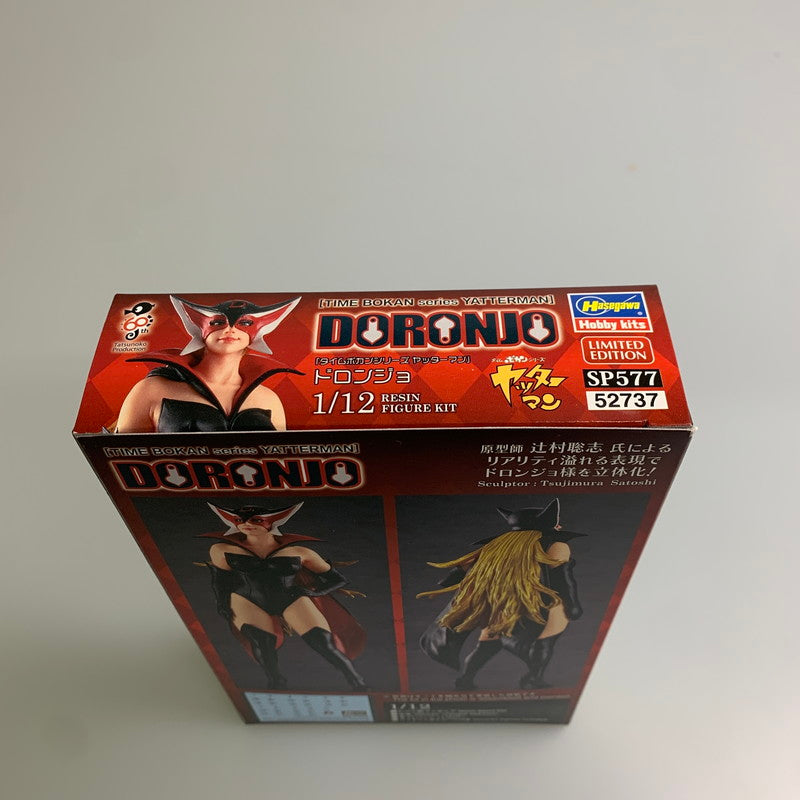 60th
Tatsunoko
Production
[TIME BOKAN series YATTERMAN]
DORONJO
「タイムボカンシリーズ ヤッターマン」
ドロンジョ
1/12 RESIN
FIGURE KIT
タイムボカンシリーズ
ヤッターマン
Hasegawa
Hobby kits
LIMITED
EDITION
SP577
52737
[TIME BOKAN series YATTERMAN]
DORONJO
原型師 辻村聡志 氏による
リアリティ溢れる表現で
ドロンジョ様を立体化!
Sculptor : Tsujimura Satoshi
1/12